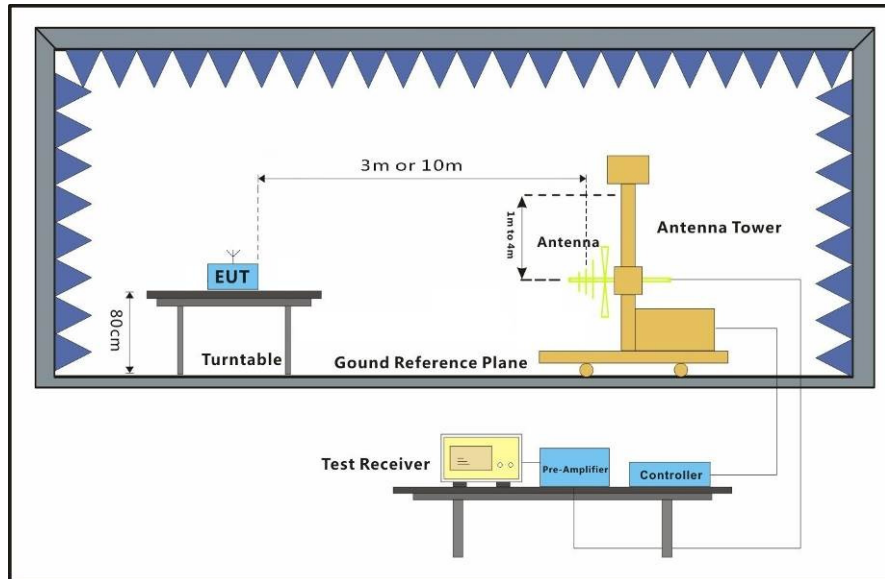 3m or 10m
1m to 4m
Antenna
Antenna Tower
EUT
80cm
Turntable
Gound Reference Plane
Test Receiver
Pre-Amplifier
Controller